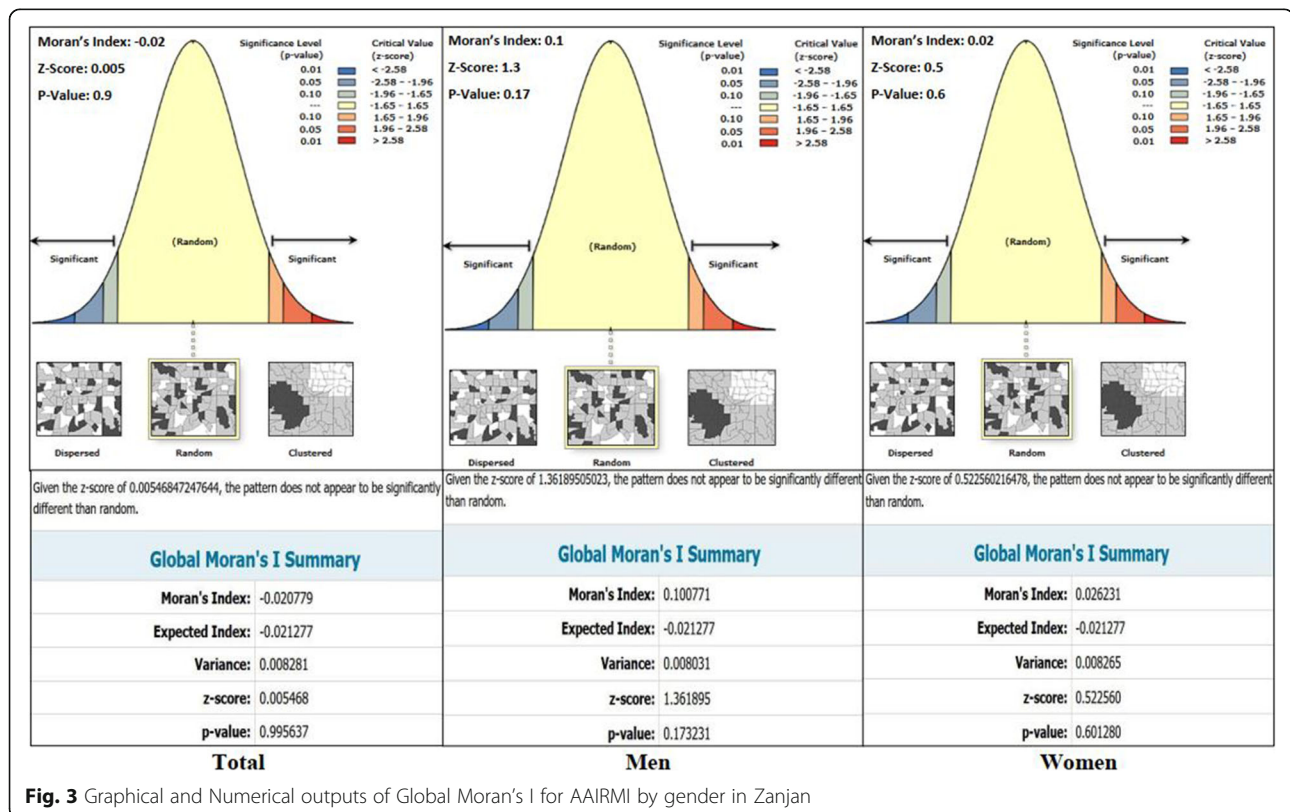 Moran's Index: -0.02
Z-Score: 0.005
P-Value: 0.9
Significance Level (p-value)
Critical Value (z-score)
0.01 < -2.58
0.05 -2.58 – -1.96
0.10 -1.96 – -1.65
--- -1.65 – 1.65
0.10 1.65 – 1.96
0.05 1.96 – 2.58
0.01 > 2.58
(Random)
Significant
Significant
Dispersed
Random
Clustered
Given the z-score of 0.00546847247644, the pattern does not appear to be significantly
different than random.
Global Moran's I Summary
Moran's Index: -0.020779
Expected Index: -0.021277
Variance: 0.008281
z-score: 0.005468
p-value: 0.995637
Total
Moran's Index: 0.1
Z-Score: 1.3
P-Value: 0.17
Significance Level (p-value)
Critical Value (z-score)
0.01 < -2.58
0.05 -2.58 – -1.96
0.10 -1.96 – -1.65
--- -1.65 – 1.65
0.10 1.65 – 1.96
0.05 1.96 – 2.58
0.01 > 2.58
(Random)
Significant
Significant
Dispersed
Random
Clustered
Given the z-score of 1.36189505023, the pattern does not appear to be significantly different
than random.
Global Moran's I Summary
Moran's Index: 0.100771
Expected Index: -0.021277
Variance: 0.008031
z-score: 1.361895
p-value: 0.173231
Men
Moran's Index: 0.02
Z-Score: 0.5
P-Value: 0.6
Significance Level (p-value)
Critical Value (z-score)
0.01 < -2.58
0.05 -2.58 – -1.96
0.10 -1.96 – -1.65
--- -1.65 – 1.65
0.10 1.65 – 1.96
0.05 1.96 – 2.58
0.01 > 2.58
(Random)
Significant
Significant
Dispersed
Random
Clustered
Given the z-score of 0.522560216478, the pattern does not appear to be significantly different
than random.
Global Moran's I Summary
Moran's Index: 0.026231
Expected Index: -0.021277
Variance: 0.008265
z-score: 0.522560
p-value: 0.601280
Women
Fig. 3 Graphical and Numerical outputs of Global Moran's I for AAIRMI by gender in Zanjan